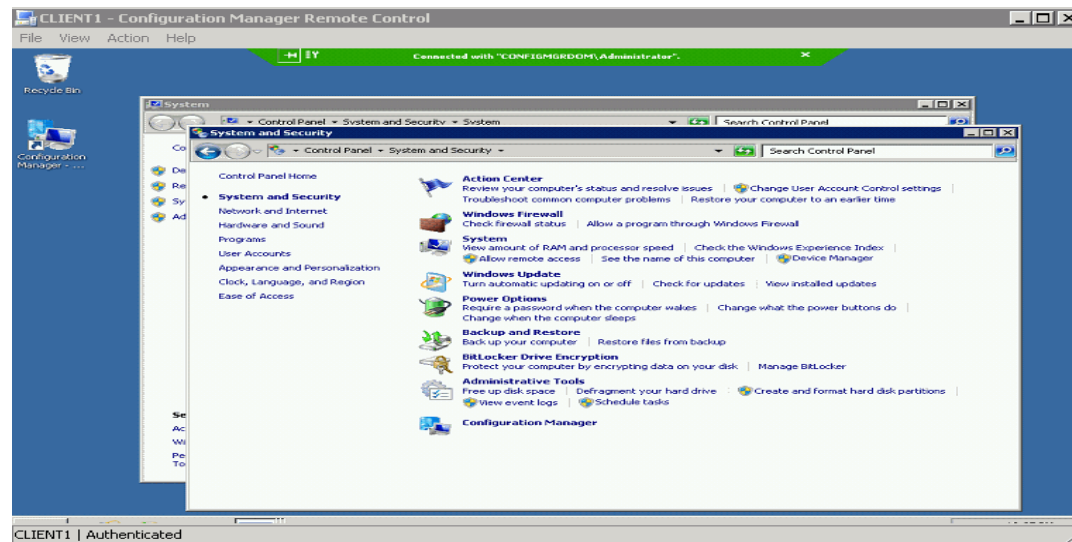 CLIENT1 - Configuration Manager Remote Control
File View Action Help
Connected with "CONFIGMGRDOM\Administrator".
Recycle Bin
Configuration
Manager - ...
System
Control Panel System and Security System
Search Control Panel
System and Security
Control Panel System and Security
Search Control Panel
Co
De
Re
Sy
Ad
Se
Ac
Wi
Pe
To
Control Panel Home
System and Security
Network and Internet
Hardware and Sound
Programs
User Accounts
Appearance and Personalization
Clock, Language, and Region
Ease of Access
Action Center
Review your computer's status and resolve issues | Change User Account Control settings |
Troubleshoot common computer problems | Restore your computer to an earlier time
Windows Firewall
Check firewall status | Allow a program through Windows Firewall
System
View amount of RAM and processor speed | Check the Windows Experience Index |
Allow remote access | See the name of this computer | Device Manager
Windows Update
Turn automatic updating on or off | Check for updates | View installed updates
Power Options
Require a password when the computer wakes | Change what the power buttons do |
Change when the computer sleeps
Backup and Restore
Back up your computer | Restore files from backup
BitLocker Drive Encryption
Protect your computer by encrypting data on your disk | Manage BitLocker
Administrative Tools
Free up disk space | Defragment your hard drive | Create and format hard disk partitions |
View event logs | Schedule tasks
Configuration Manager
CLIENT1 | Authenticated